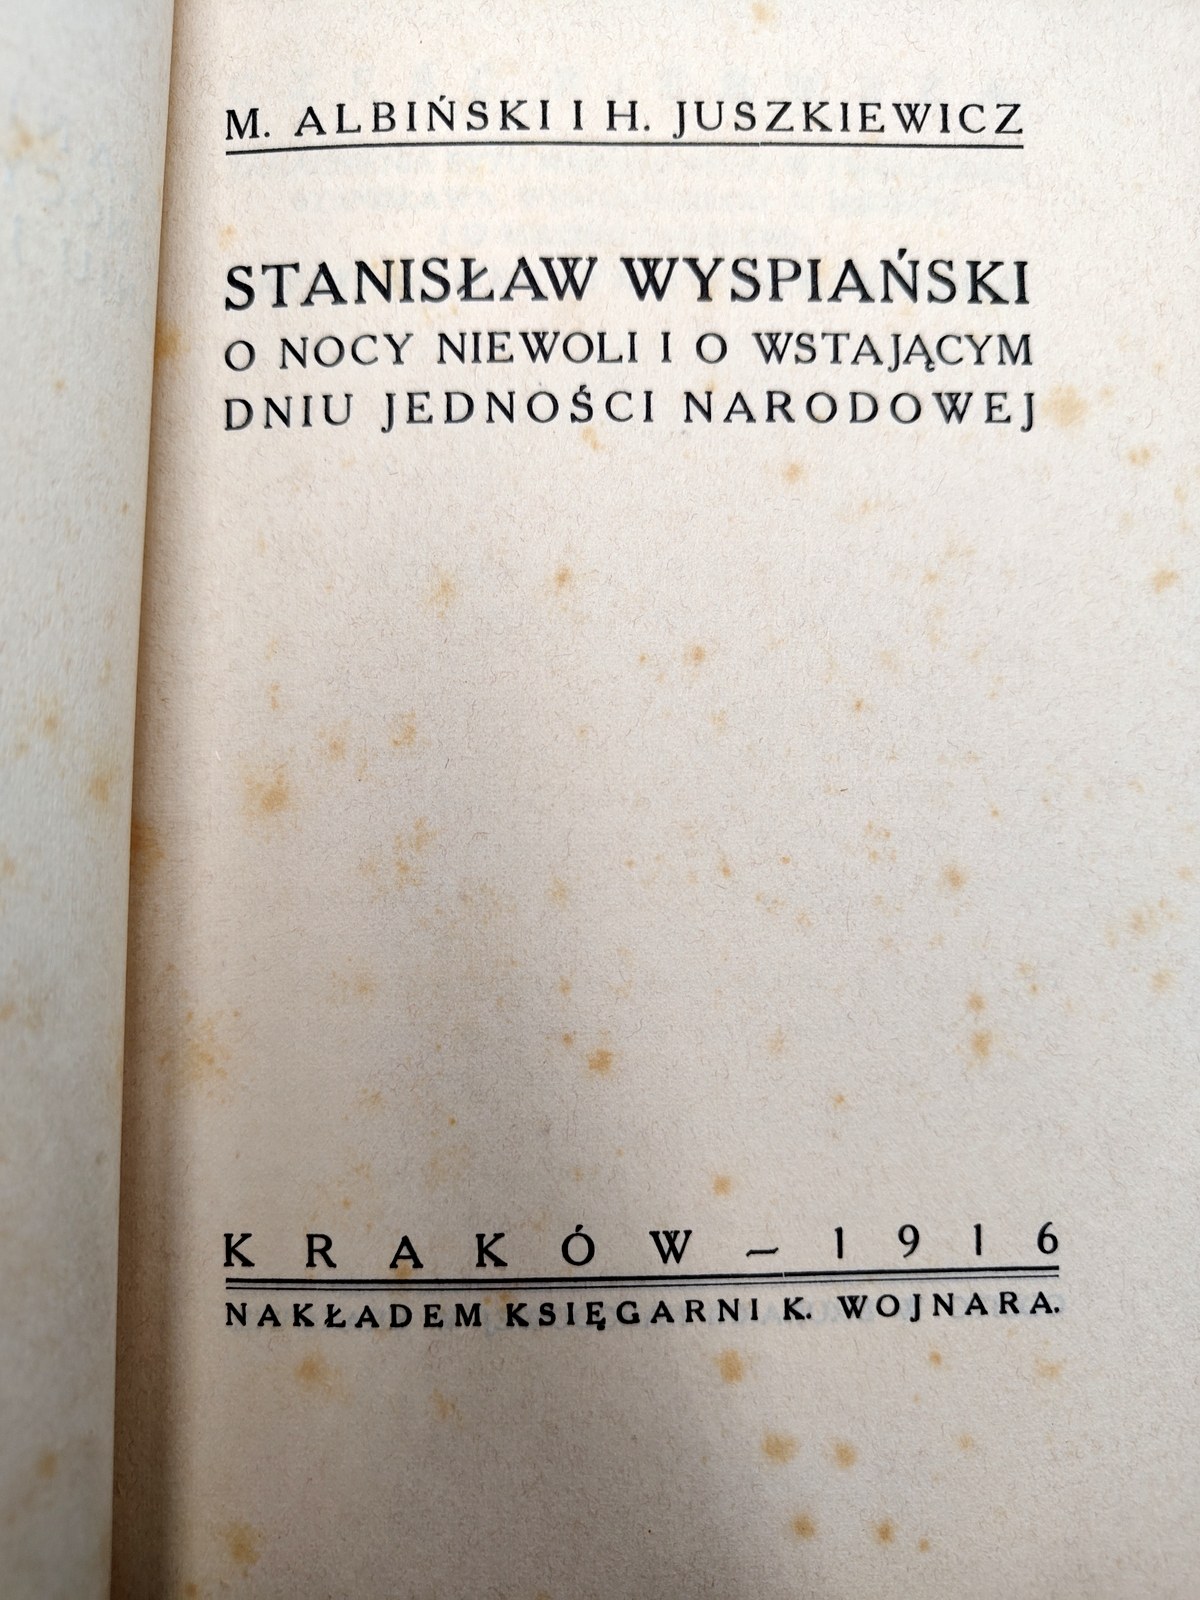 M. ALBIŃSKI I H. JUSZKIEWICZ
STANISŁAW WYSPIAŃSKI
O NOCY NIEWOLI I O WSTAJĄCYM
DNIU JEDNOŚCI NARODOWEJ
KRAKÓW – 1916
NAKŁADEM KSIĘGARNI K. WOJNARA.